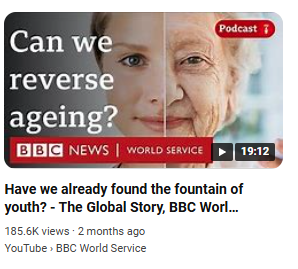 Podcast
Can we
reverse
ageing?
BBC NEWS | WORLD SERVICE
19:12
Have we already found the fountain of
youth? - The Global Story, BBC Worl...
185.6K views · 2 months ago
YouTube › BBC World Service